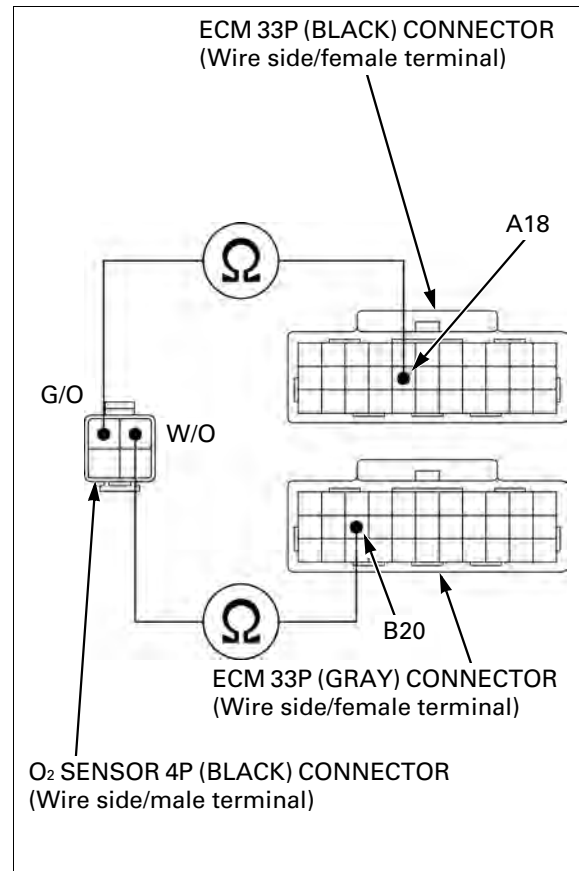 ECM 33P (BLACK) CONNECTOR
(Wire side/female terminal)
A18
Ω
G/O
W/O
Ω
B20
ECM 33P (GRAY) CONNECTOR
(Wire side/female terminal)
O₂ SENSOR 4P (BLACK) CONNECTOR
(Wire side/male terminal)